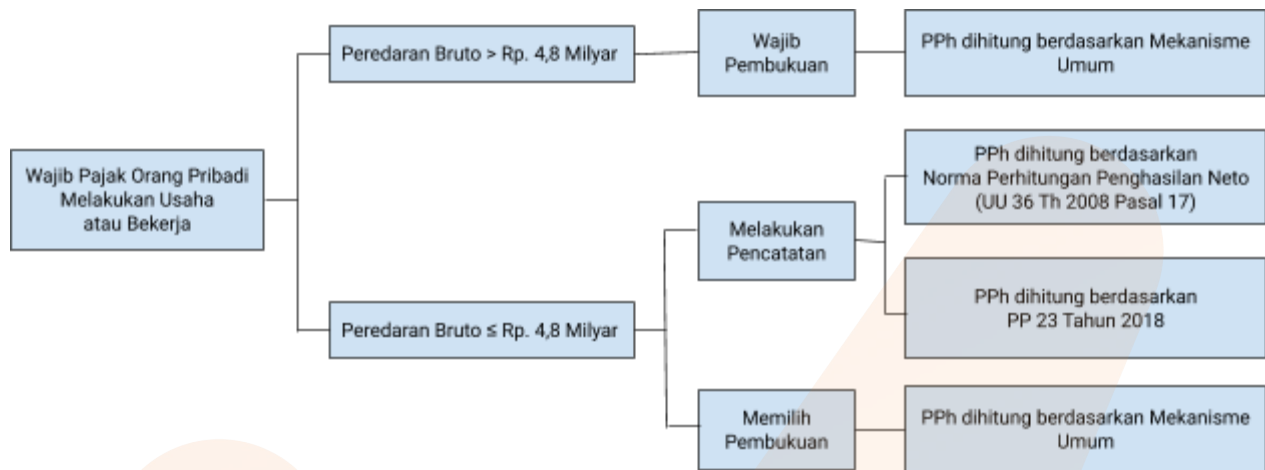 Wajib Pajak Orang Pribadi
Melakukan Usaha
atau Bekerja
Peredaran Bruto > Rp. 4,8 Milyar
Wajib
Pembukuan
PPh dihitung berdasarkan Mekanisme
Umum
Peredaran Bruto ≤ Rp. 4,8 Milyar
Melakukan
Pencatatan
PPh dihitung berdasarkan
Norma Perhitungan Penghasilan Neto
(UU 36 Th 2008 Pasal 17)
PPh dihitung berdasarkan
PP 23 Tahun 2018
Memilih
Pembukuan
PPh dihitung berdasarkan Mekanisme
Umum